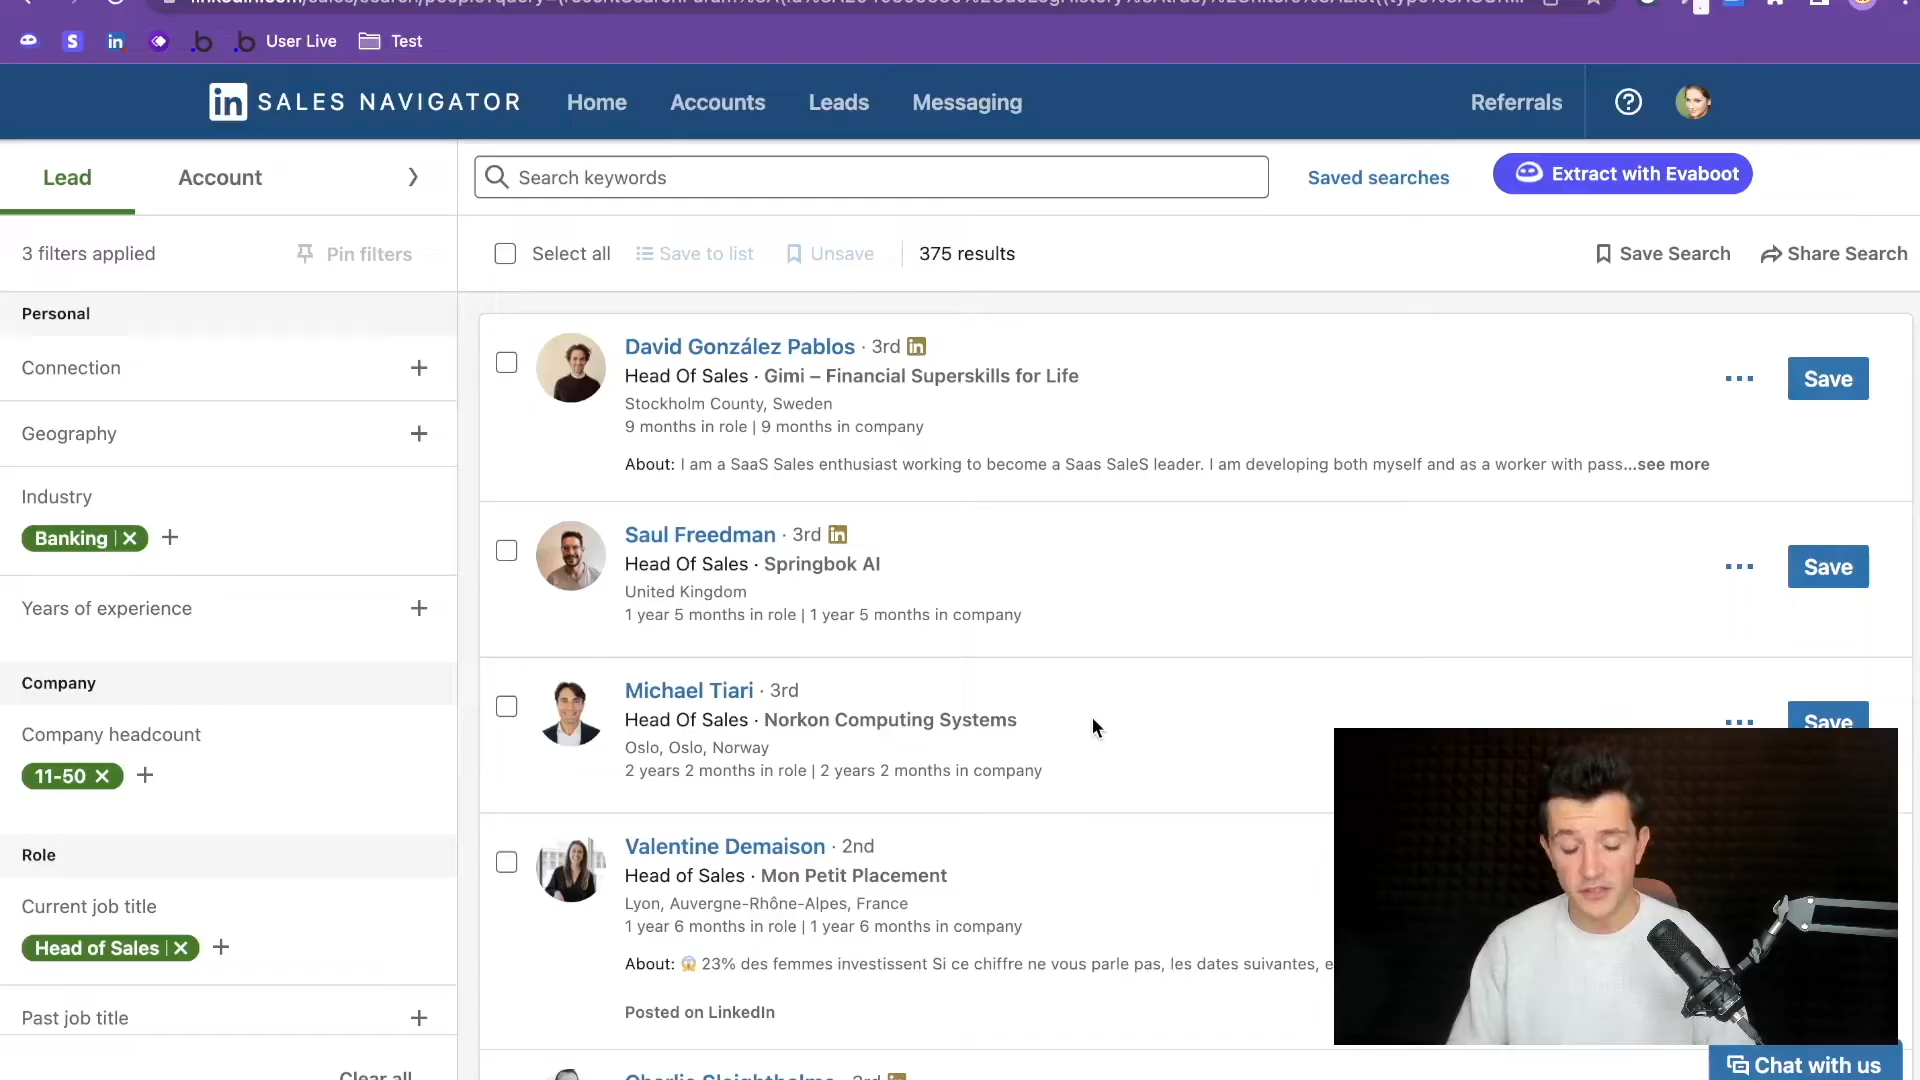 User Live
Test
in SALES NAVIGATOR
Home
Accounts
Leads
Messaging
Referrals
Lead
Account
Search keywords
Saved searches
Extract with Evaboot
3 filters applied
Pin filters
Select all
Save to list
Unsave
375 results
Save Search
Share Search
Personal
Connection
Geography
Industry
Banking
Years of experience
Company
Company headcount
11-50
Role
Current job title
Head of Sales
Past job title
Clear all
David González Pablos · 3rd in
Head Of Sales · Gimi – Financial Superskills for Life
Stockholm County, Sweden
9 months in role | 9 months in company
About: I am a SaaS Sales enthusiast working to become a Saas SaleS leader. I am developing both myself and as a worker with pass...see more
Save
Saul Freedman · 3rd in
Head Of Sales · Springbok AI
United Kingdom
1 year 5 months in role | 1 year 5 months in company
Save
Michael Tiari · 3rd
Head Of Sales · Norkon Computing Systems
Oslo, Oslo, Norway
2 years 2 months in role | 2 years 2 months in company
Save
Valentine Demaison · 2nd
Head of Sales · Mon Petit Placement
Lyon, Auvergne-Rhône-Alpes, France
1 year 6 months in role | 1 year 6 months in company
About: 😱 23% des femmes investissent Si ce chiffre ne vous parle pas, les dates suivantes, e
Posted on LinkedIn
Chat with us